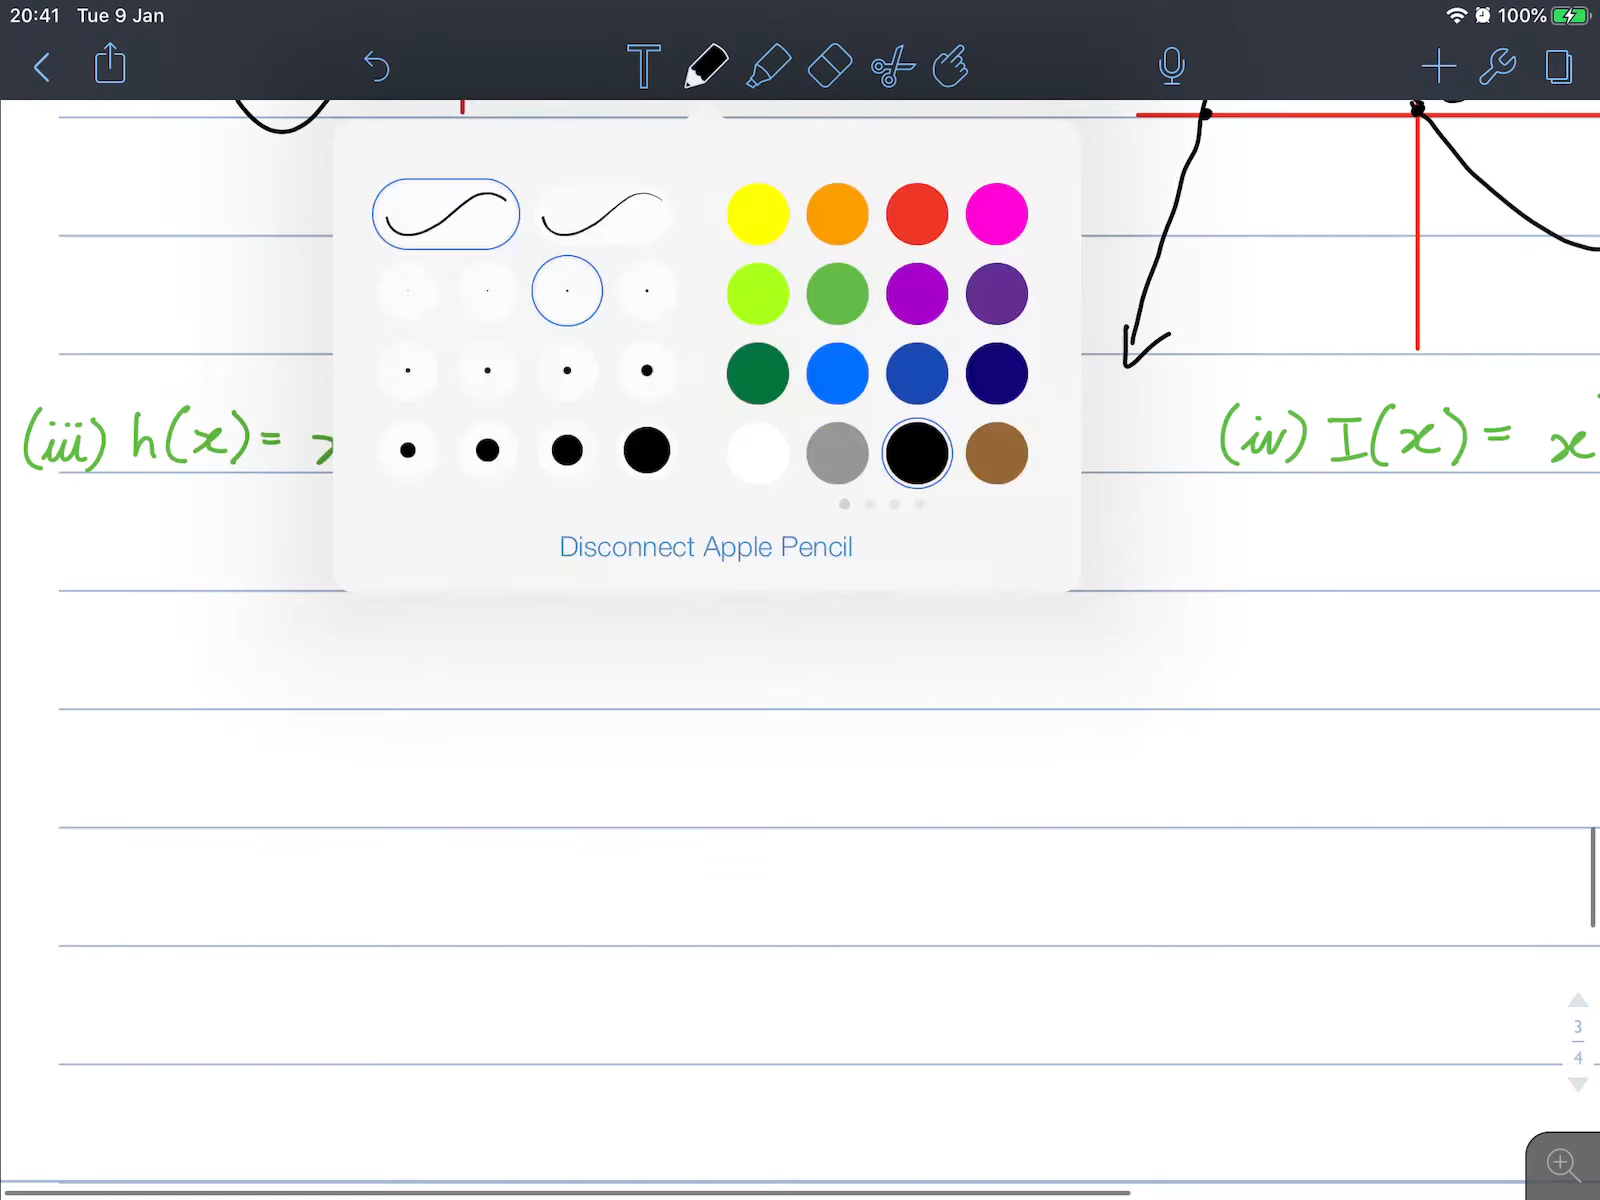 20:41 Tue 9 Jan 100%
T
(iii) h(x) =
(iv) I(x) = x
Disconnect Apple Pencil
3
4